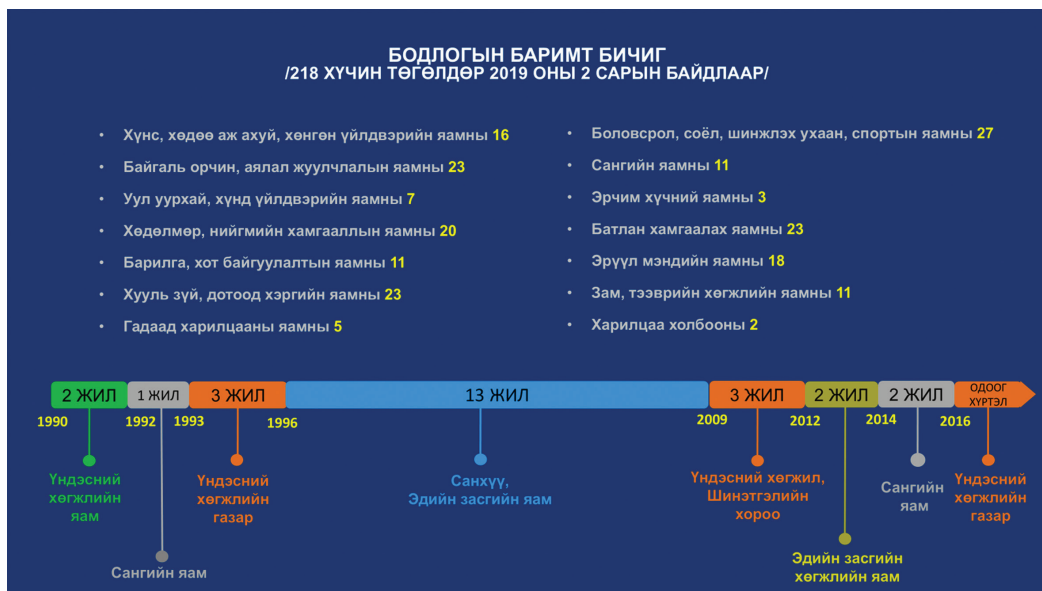 БОДЛОГЫН БАРИМТ БИЧИГ
/218 ХҮЧИН ТӨГӨЛДӨР 2019 ОНЫ 2 САРЫН БАЙДЛААР/
• Хүнс, хөдөө аж ахуй, хөнгөн үйлдвэрийн яамны 16
• Байгаль орчин, аялал жуулчлалын яамны 23
• Уул уурхай, хүнд үйлдвэрийн яамны 7
• Хөдөлмөр, нийгмийн хамгааллын яамны 20
• Барилга, хот байгуулалтын яамны 11
• Хууль зүй, дотоод хэргийн яамны 23
• Гадаад харилцааны яамны 5
• Боловсрол, соёл, шинжлэх ухаан, спортын яамны 27
• Сангийн яамны 11
• Эрчим хүчний яамны 3
• Батлан хамгаалах яамны 23
• Эрүүл мэндийн яамны 18
• Зам, тээврийн хөгжлийн яамны 11
• Харилцаа холбооны 2
2 ЖИЛ
1 ЖИЛ
3 ЖИЛ
13 ЖИЛ
3 ЖИЛ
2 ЖИЛ
2 ЖИЛ
ОДООГ
ХҮРТЭЛ
1990
1992
1993
1996
2009
2012
2014
2016
Үндэсний
хөгжлийн
яам
Сангийн яам
Үндэсний
хөгжлийн
газар
Санхүү,
Эдийн засгийн яам
Үндэсний хөгжил,
Шинэтгэлийн
хороо
Эдийн засгийн
хөгжлийн яам
Сангийн
яам
Үндэсний
хөгжлийн
газар